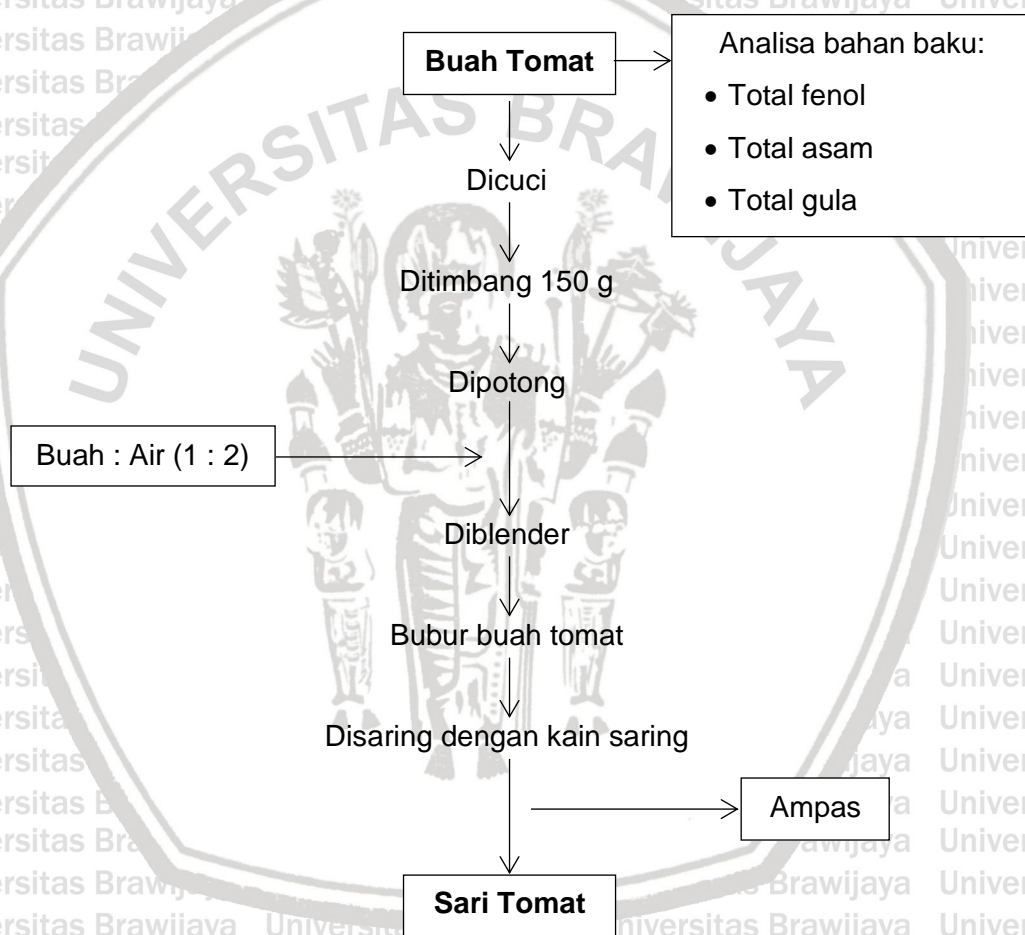 Buah Tomat
Analisa bahan baku:
• Total fenol
• Total asam
• Total gula
Dicuci
Ditimbang 150 g
Dipotong
Buah : Air (1 : 2)
Diblender
Bubur buah tomat
Disaring dengan kain saring
Ampas
Sari Tomat
UNIVERSITAS BRAWIJAYA